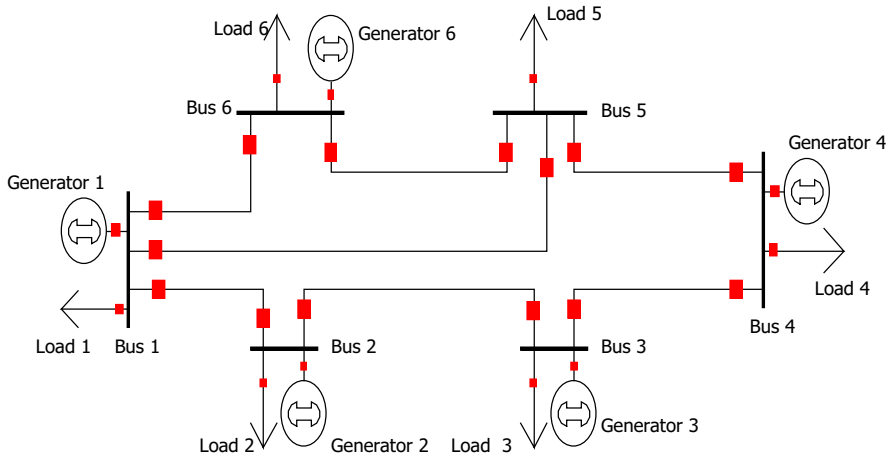 Load 6
Generator 6
Load 5
Bus 6
Bus 5
Generator 4
Generator 1
Load 4
Bus 4
Load 1
Bus 1
Bus 2
Bus 3
Load 2
Generator 2
Load  3
Generator 3